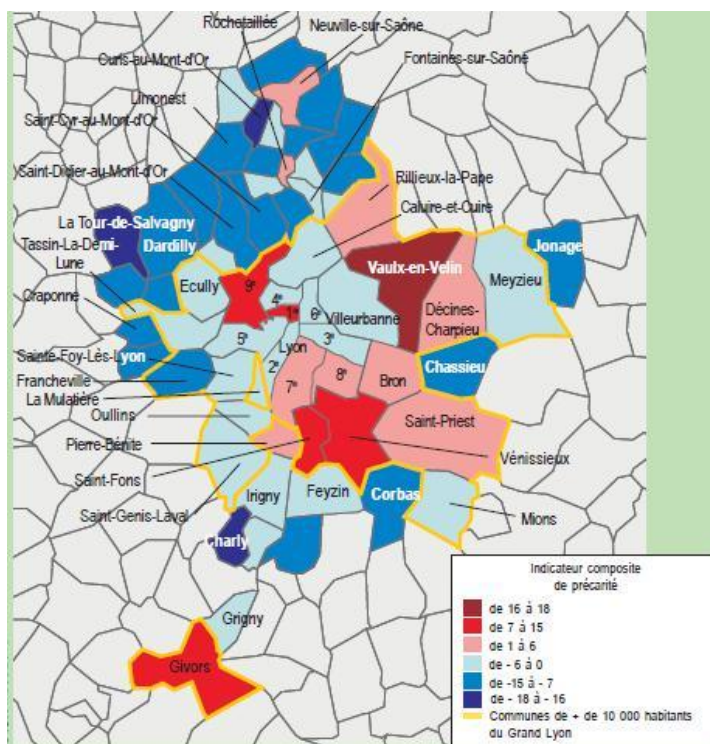 Rochetaillée
Neuville-sur-Saône
Curis-au-Mont-d'Or
Fontaines-sur-Saône
Limonest
Saint-Cyr-au-Mont-d'Or
Saint-Didier-au-Mont-d'Or
Rillieux-la-Pape
Caluire-et-Cuire
La Tour-de-Salvagny
Dardilly
Tassin-La-Demi-
Lune
Vaulx-en-Velin
Jonage
Meyzieu
Craponne
Ecully
9e
4e
1e
6e
Villeurbanne
Décines-
Charpieu
5e
Lyon
3e
2e
Sainte-Foy-Lès-Lyon
Francheville
La Mulatière
Chassieu
7e
8e
Bron
Oullins
Saint-Priest
Pierre-Bénite
Vénissieux
Saint-Fons
Saint-Genis-Laval
Irigny
Feyzin
Corbas
Mions
Charly
Grigny
Givors
Indicateur composite
de précarité
de 16 à 18
de 7 à 15
de 1 à 6
de - 6 à 0
de -15 à - 7
de - 18 à - 16
Communes de + de 10 000 habitants
du Grand Lyon